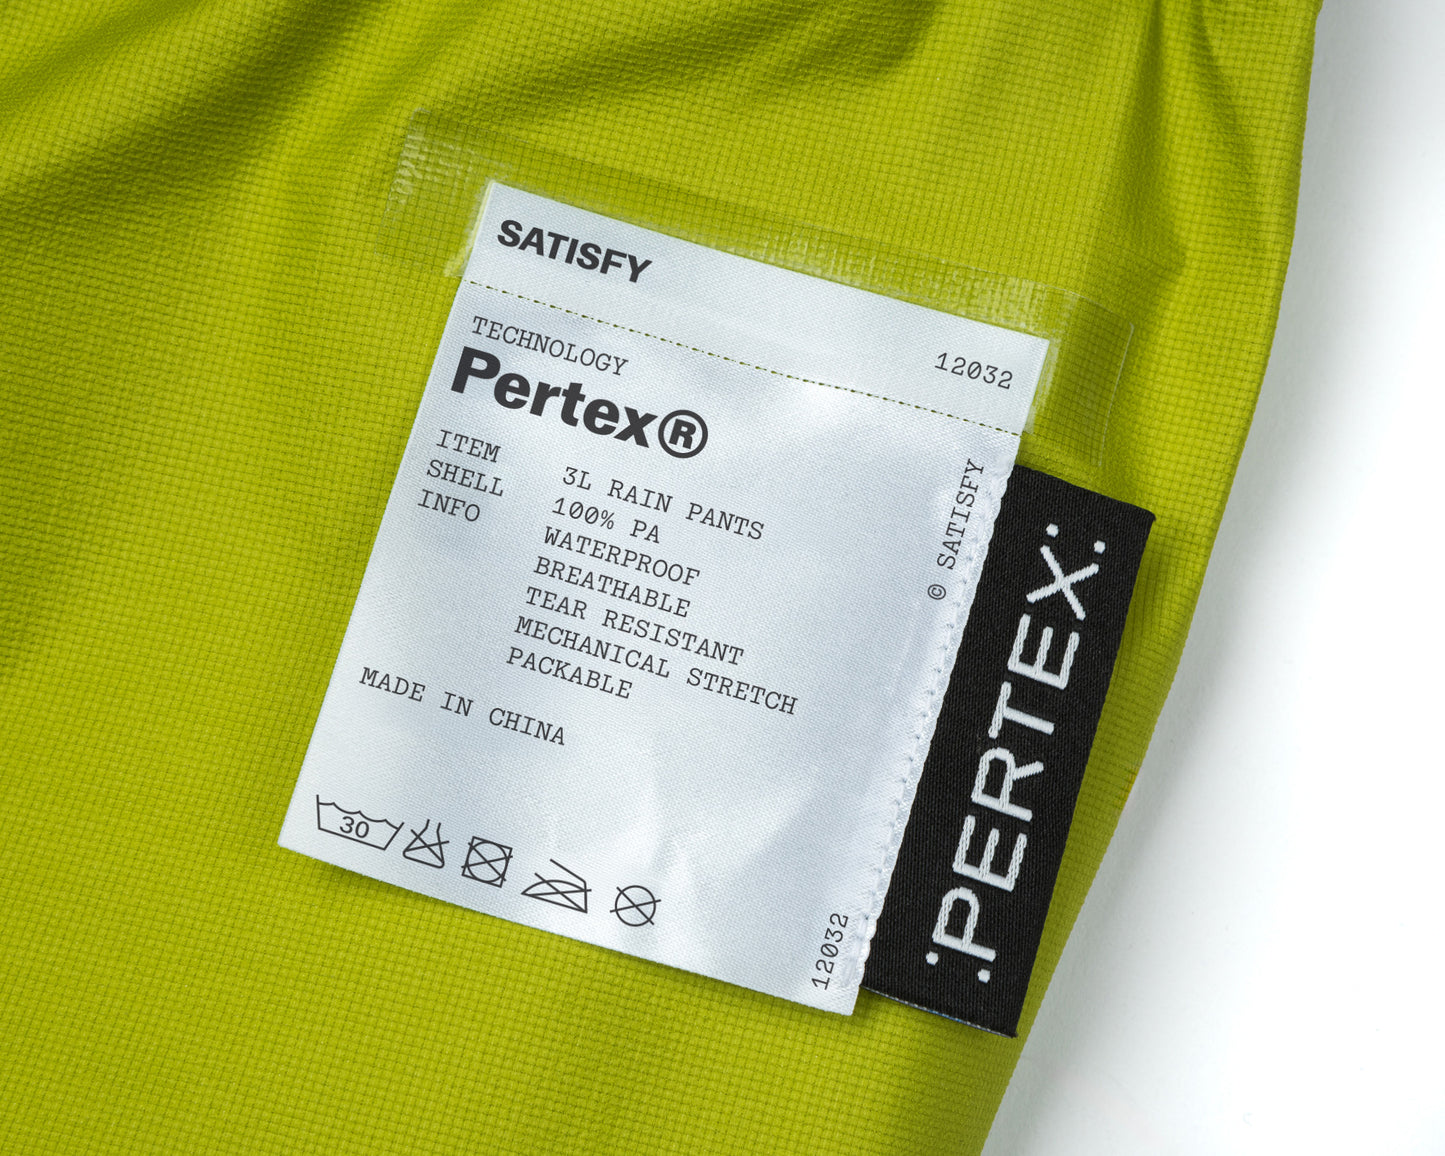 SATISFY
12032
TECHNOLOGY
Pertex®
ITEM 3L RAIN PANTS
SHELL 100% PA
INFO WATERPROOF
BREATHABLE
TEAR RESISTANT
MECHANICAL STRETCH
PACKABLE
MADE IN CHINA
30
© SATISFY
12032
:PERTEX: